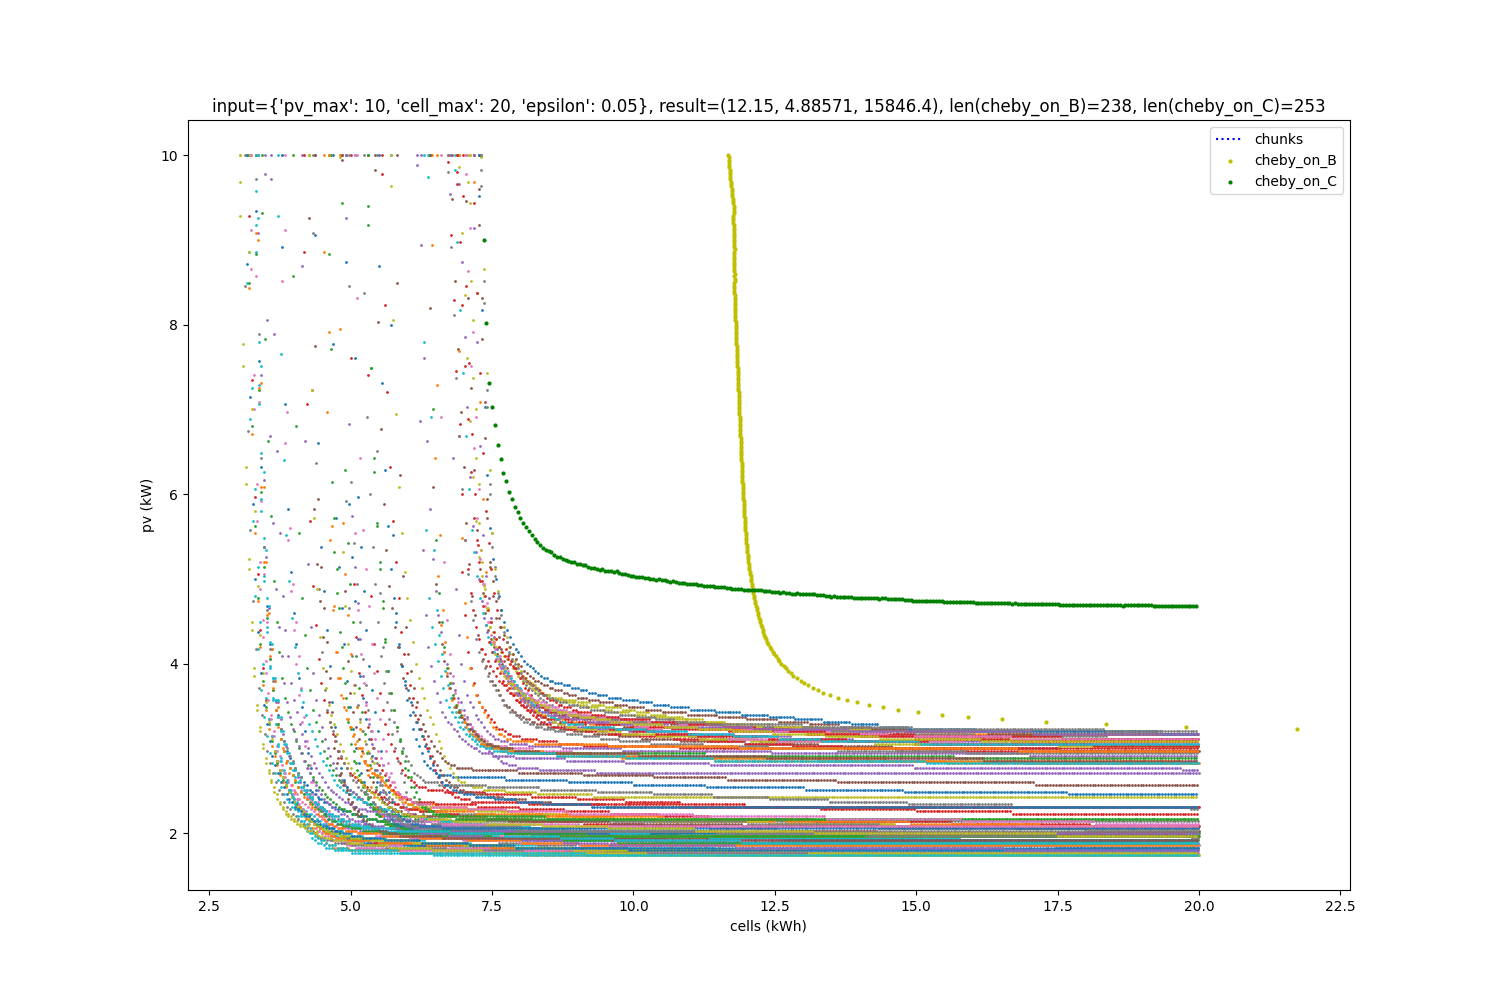 input={'pv_max': 10, 'cell_max': 20, 'epsilon': 0.05}, result=(12.15, 4.88571, 15846.4), len(cheby_on_B)=238, len(cheby_on_C)=253
chunks
cheby_on_B
cheby_on_C
10
8
6
4
2
pv (kW)
2.5 5.0 7.5 10.0 12.5 15.0 17.5 20.0 22.5
cells (kWh)